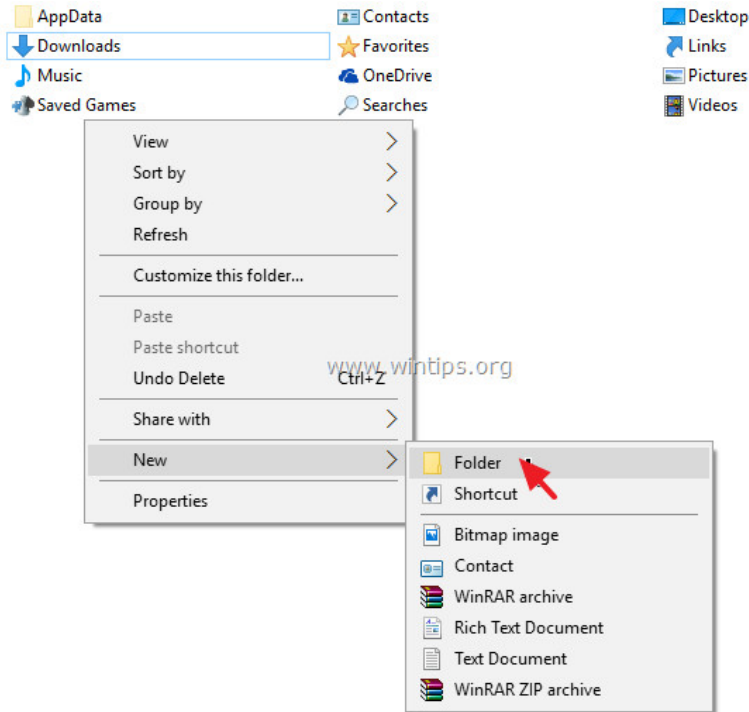 AppData
Contacts
Desktop
Downloads
Favorites
Links
Music
OneDrive
Pictures
Saved Games
Searches
Videos
View
Sort by
Group by
Refresh
Customize this folder...
Paste
Paste shortcut
www.wintips.org
Undo Delete Ctrl+Z
Share with
New
Properties
Folder
Shortcut
Bitmap image
Contact
WinRAR archive
Rich Text Document
Text Document
WinRAR ZIP archive